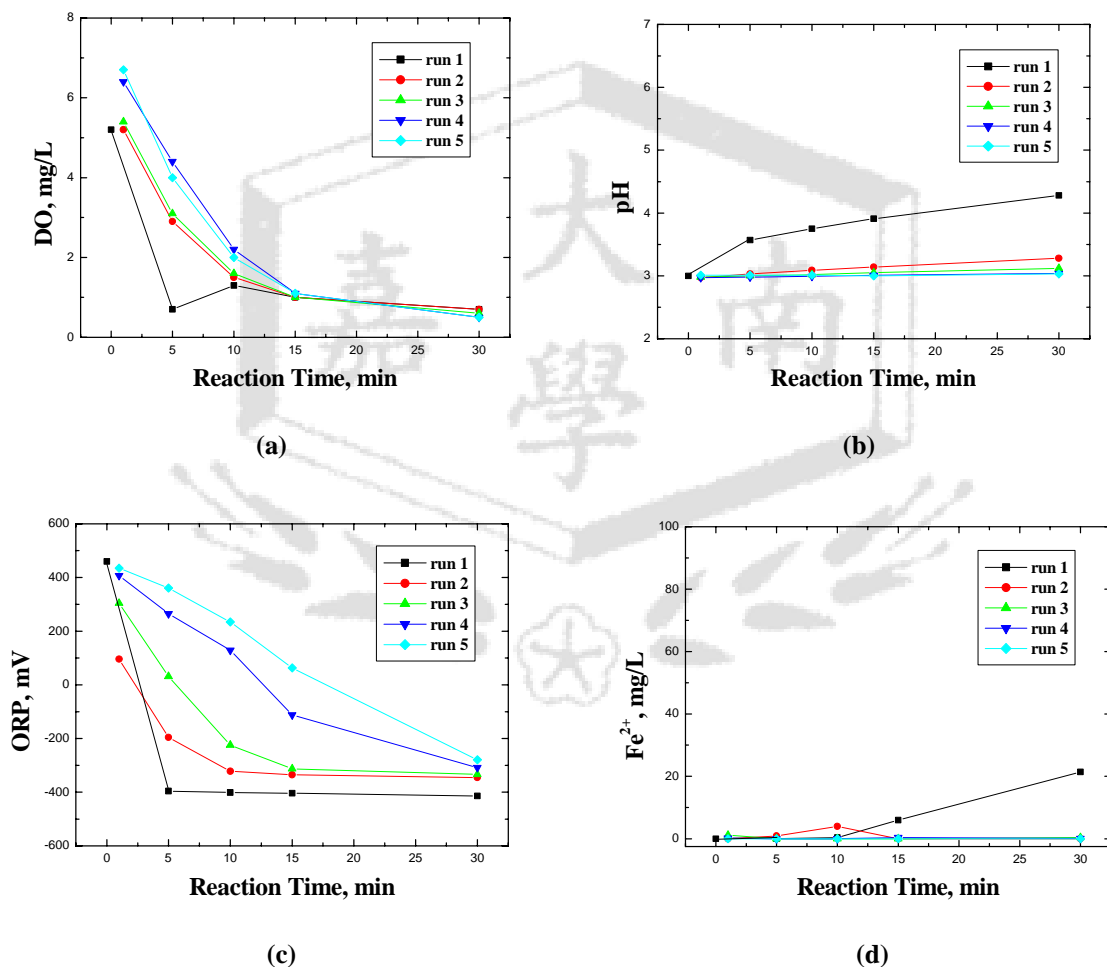 8
6
4
2
0
0 5 10 15 20 25 30
DO, mg/L
Reaction Time, min
run 1
run 2
run 3
run 4
run 5
(a)
7
6
5
4
3
2
0 5 10 15 20 25 30
pH
Reaction Time, min
run 1
run 2
run 3
run 4
run 5
(b)
大
嘉 南
學
600
400
200
0
-200
-400
-600
0 5 10 15 20 25 30
ORP, mV
Reaction Time, min
run 1
run 2
run 3
run 4
run 5
(c)
100
80
60
40
20
0
0 5 10 15 20 25 30
Fe²⁺, mg/L
Reaction Time, min
run 1
run 2
run 3
run 4
run 5
(d)